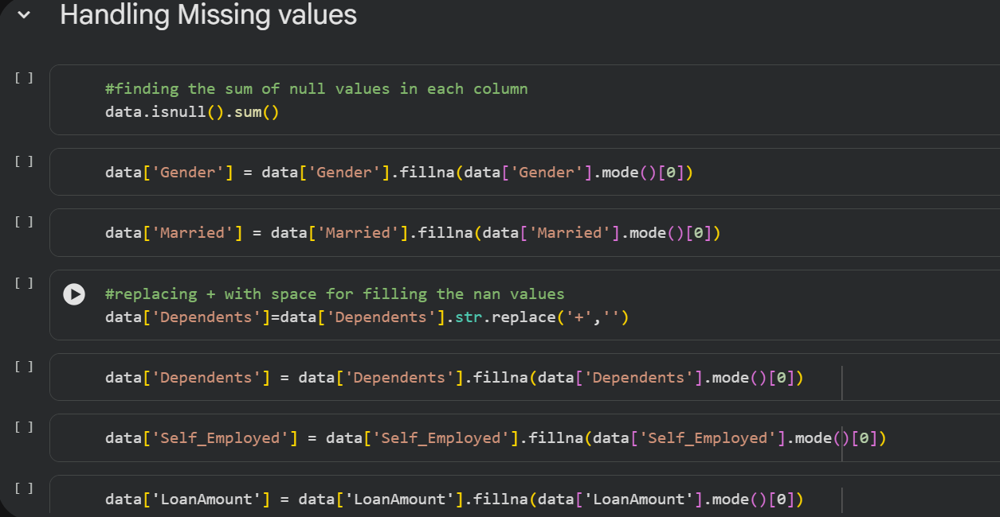 Handling Missing values
[ ]
#finding the sum of null values in each column
data.isnull().sum()
[ ]
data['Gender'] = data['Gender'].fillna(data['Gender'].mode()[0])
[ ]
data['Married'] = data['Married'].fillna(data['Married'].mode()[0])
[ ]
#replacing + with space for filling the nan values
data['Dependents']=data['Dependents'].str.replace('+','')
[ ]
data['Dependents'] = data['Dependents'].fillna(data['Dependents'].mode()[0])
[ ]
data['Self_Employed'] = data['Self_Employed'].fillna(data['Self_Employed'].mode()[0])
[ ]
data['LoanAmount'] = data['LoanAmount'].fillna(data['LoanAmount'].mode()[0])